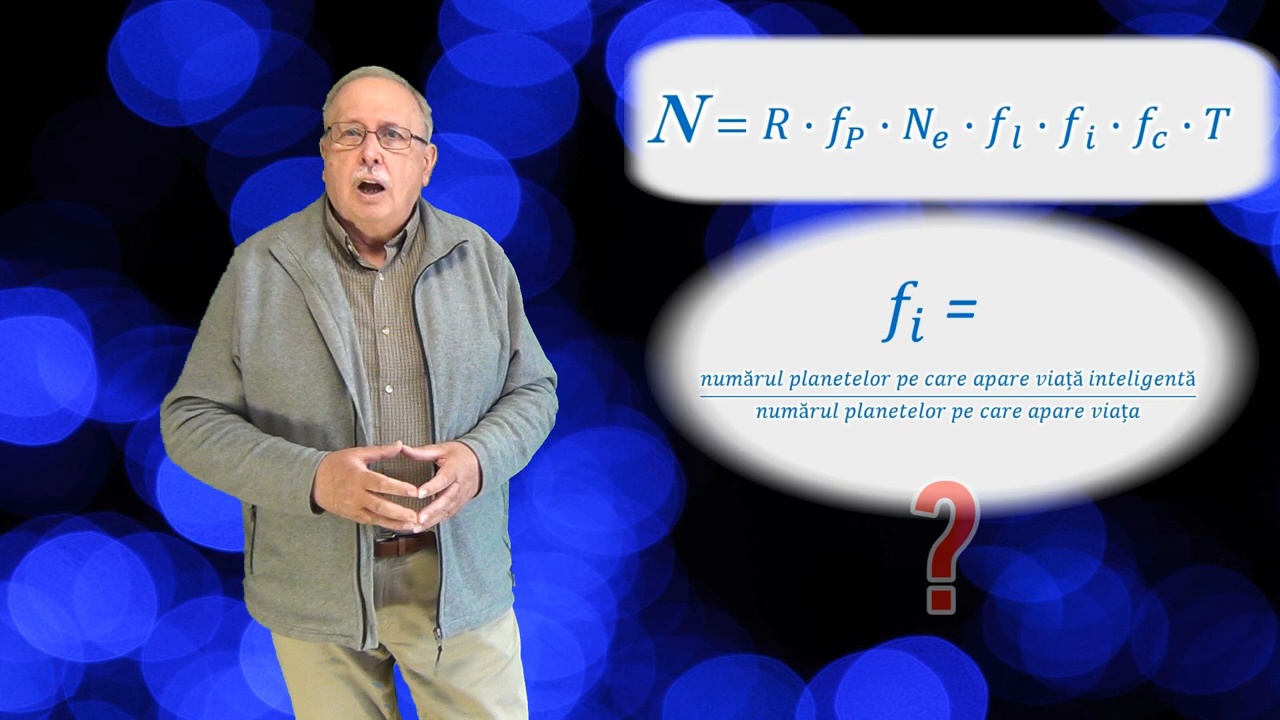 N = R · f_P · N_e · f_l · f_i · f_c · T
f_i =
numărul planetelor pe care apare viață inteligentă
numărul planetelor pe care apare viața
?